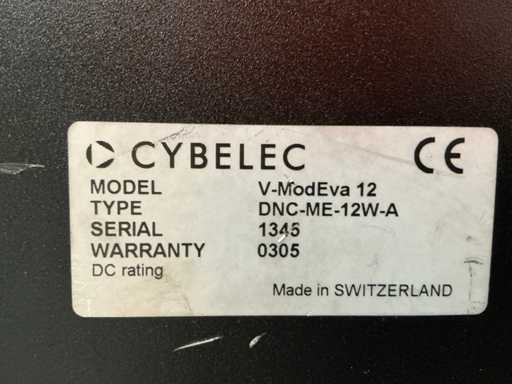 CYBELEC CE
MODEL V-ModEva 12
TYPE DNC-ME-12W-A
SERIAL 1345
WARRANTY 0305
DC rating
Made in SWITZERLAND